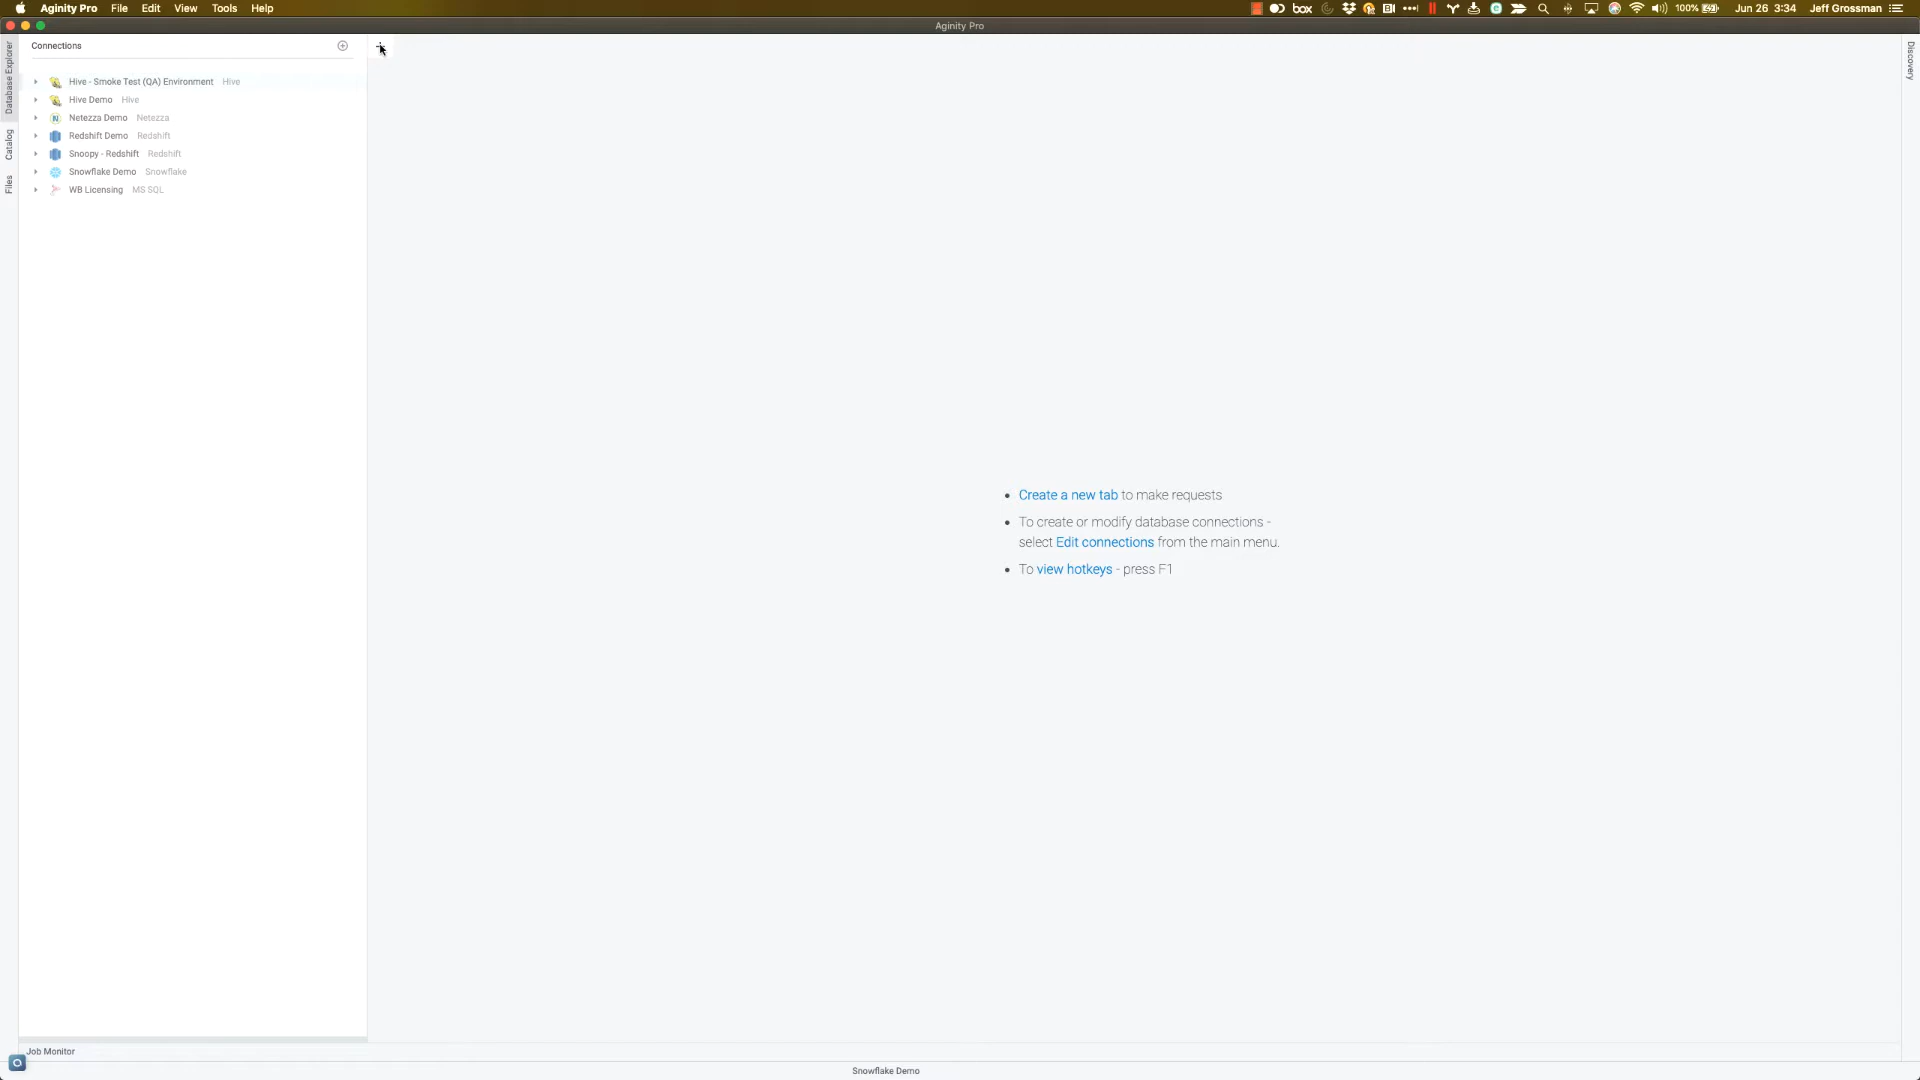 Aginity Pro File Edit View Tools Help
box
100%
Jun 26 3:34
Jeff Grossman
Aginity Pro
Database Explorer
Catalog
Files
Connections
Hive - Smoke Test (QA) Environment Hive
Hive Demo Hive
Netezza Demo Netezza
Redshift Demo Redshift
Snoopy - Redshift Redshift
Snowflake Demo Snowflake
WB Licensing MS SQL
Create a new tab to make requests
To create or modify database connections -
select Edit connections from the main menu.
To view hotkeys - press F1
Discovery
Job Monitor
Snowflake Demo